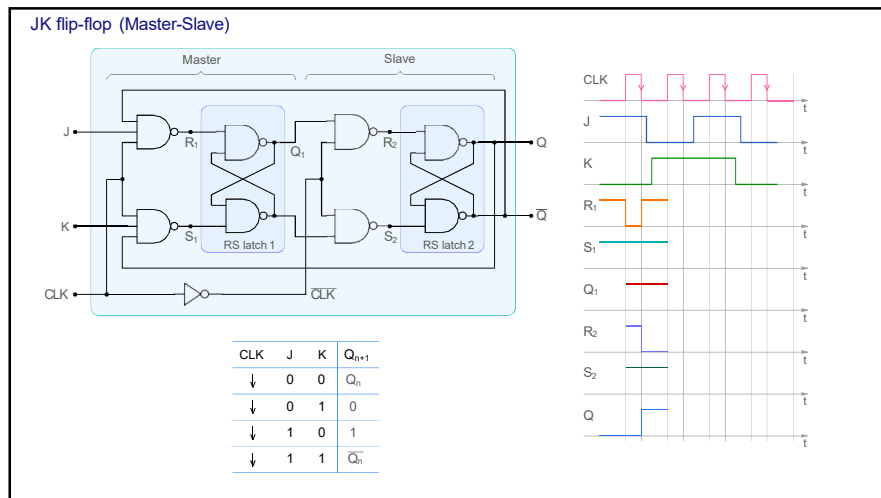 JK flip-flop (Master-Slave)
Master
Slave
J
R1
Q1
R2
Q
K
S1
S2
Q̅
RS latch 1
RS latch 2
CLK
C̅L̅K̅
CLK J K Qn+1
↓ 0 0 Qn
↓ 0 1 0
↓ 1 0 1
↓ 1 1 Q̅n̅
CLK
t
J
t
K
t
R1
t
S1
t
Q1
t
R2
t
S2
t
Q
t